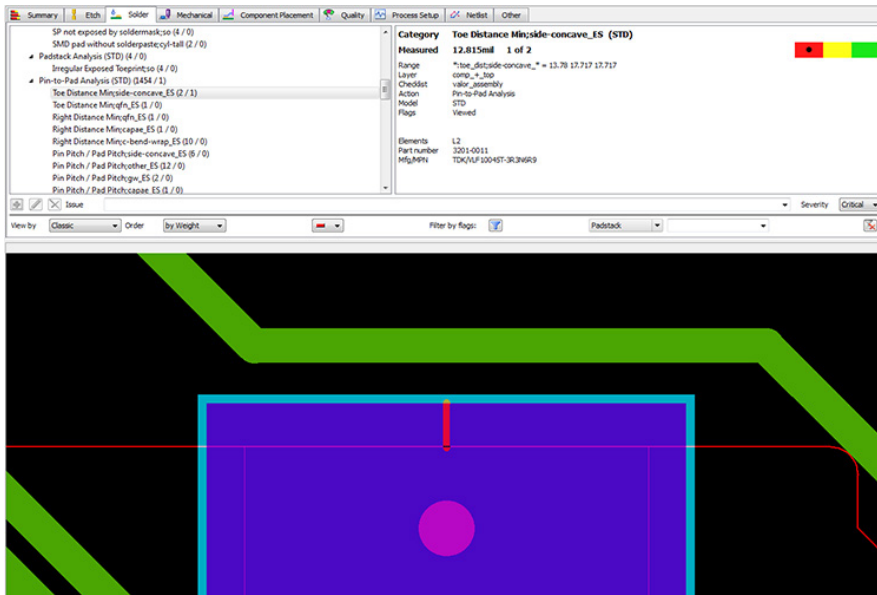 Summary Etch Solder Mechanical Component Placement Quality Process Setup Netlist Other
SP not exposed by soldermask;so (4 / 0)
SMD pad without solderpaste;cyl-tall (2 / 0)
Padstack Analysis (STD) (4 / 0)
Irregular Exposed Toeprint;so (4 / 0)
Pin-to-Pad Analysis (STD) (1454 / 1)
Toe Distance Min;side-concave_ES (2 / 1)
Toe Distance Min;qfn_ES (1 / 0)
Right Distance Min;qfn_ES (1 / 0)
Right Distance Min;capae_ES (1 / 0)
Right Distance Min;c-bend-wrap_ES (10 / 0)
Pin Pitch / Pad Pitch;side-concave_ES (6 / 0)
Pin Pitch / Pad Pitch;other_ES (12 / 0)
Pin Pitch / Pad Pitch;gw_ES (2 / 0)
Pin Pitch / Pad Pitch;capae_ES (1 / 0)
Category Toe Distance Min;side-concave_ES (STD)
Measured 12.815mil 1 of 2
Range *;toe_dist;side-concave_* = 13.78 17.717 17.717
Layer comp_+_top
Checklist valor_assembly
Action Pin-to-Pad Analysis
Model STD
Flags Viewed
Elements L2
Part number 3201-0011
Mfg/MPN TDK/VLF10045T-3R3N6R9
Issue Severity Critical
View by Classic Order by Weight Filter by flags: Padstack